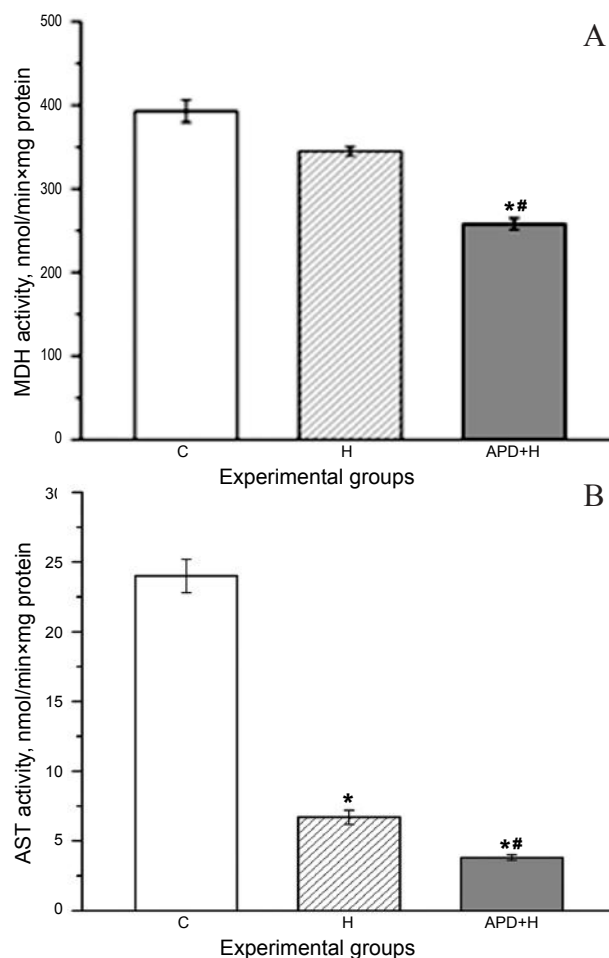 A
MDH activity, nmol/min×mg protein
500
400
300
200
100
0
*#
C H APD+H
Experimental groups
B
AST activity, nmol/min×mg protein
30
25
20
15
10
5
0
*
*#
C H APD+H
Experimental groups